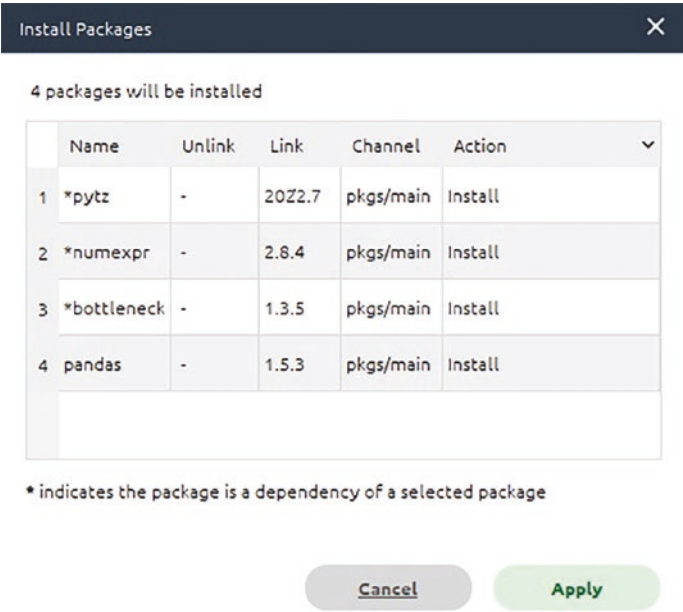 Install Packages
4 packages will be installed
Name Unlink Link Channel Action
1 *pytz - 2022.7 pkgs/main Install
2 *numexpr - 2.8.4 pkgs/main Install
3 *bottleneck - 1.3.5 pkgs/main Install
4 pandas - 1.5.3 pkgs/main Install
* indicates the package is a dependency of a selected package
Cancel Apply